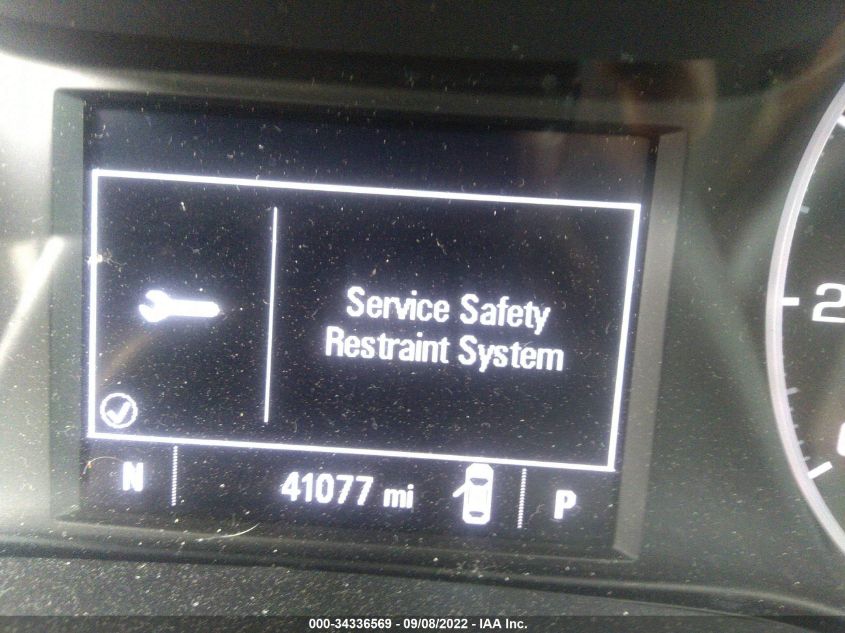 Service Safety
Restraint System
N 41077 mi P
2
000-34336569 - 09/08/2022 - IAA Inc.